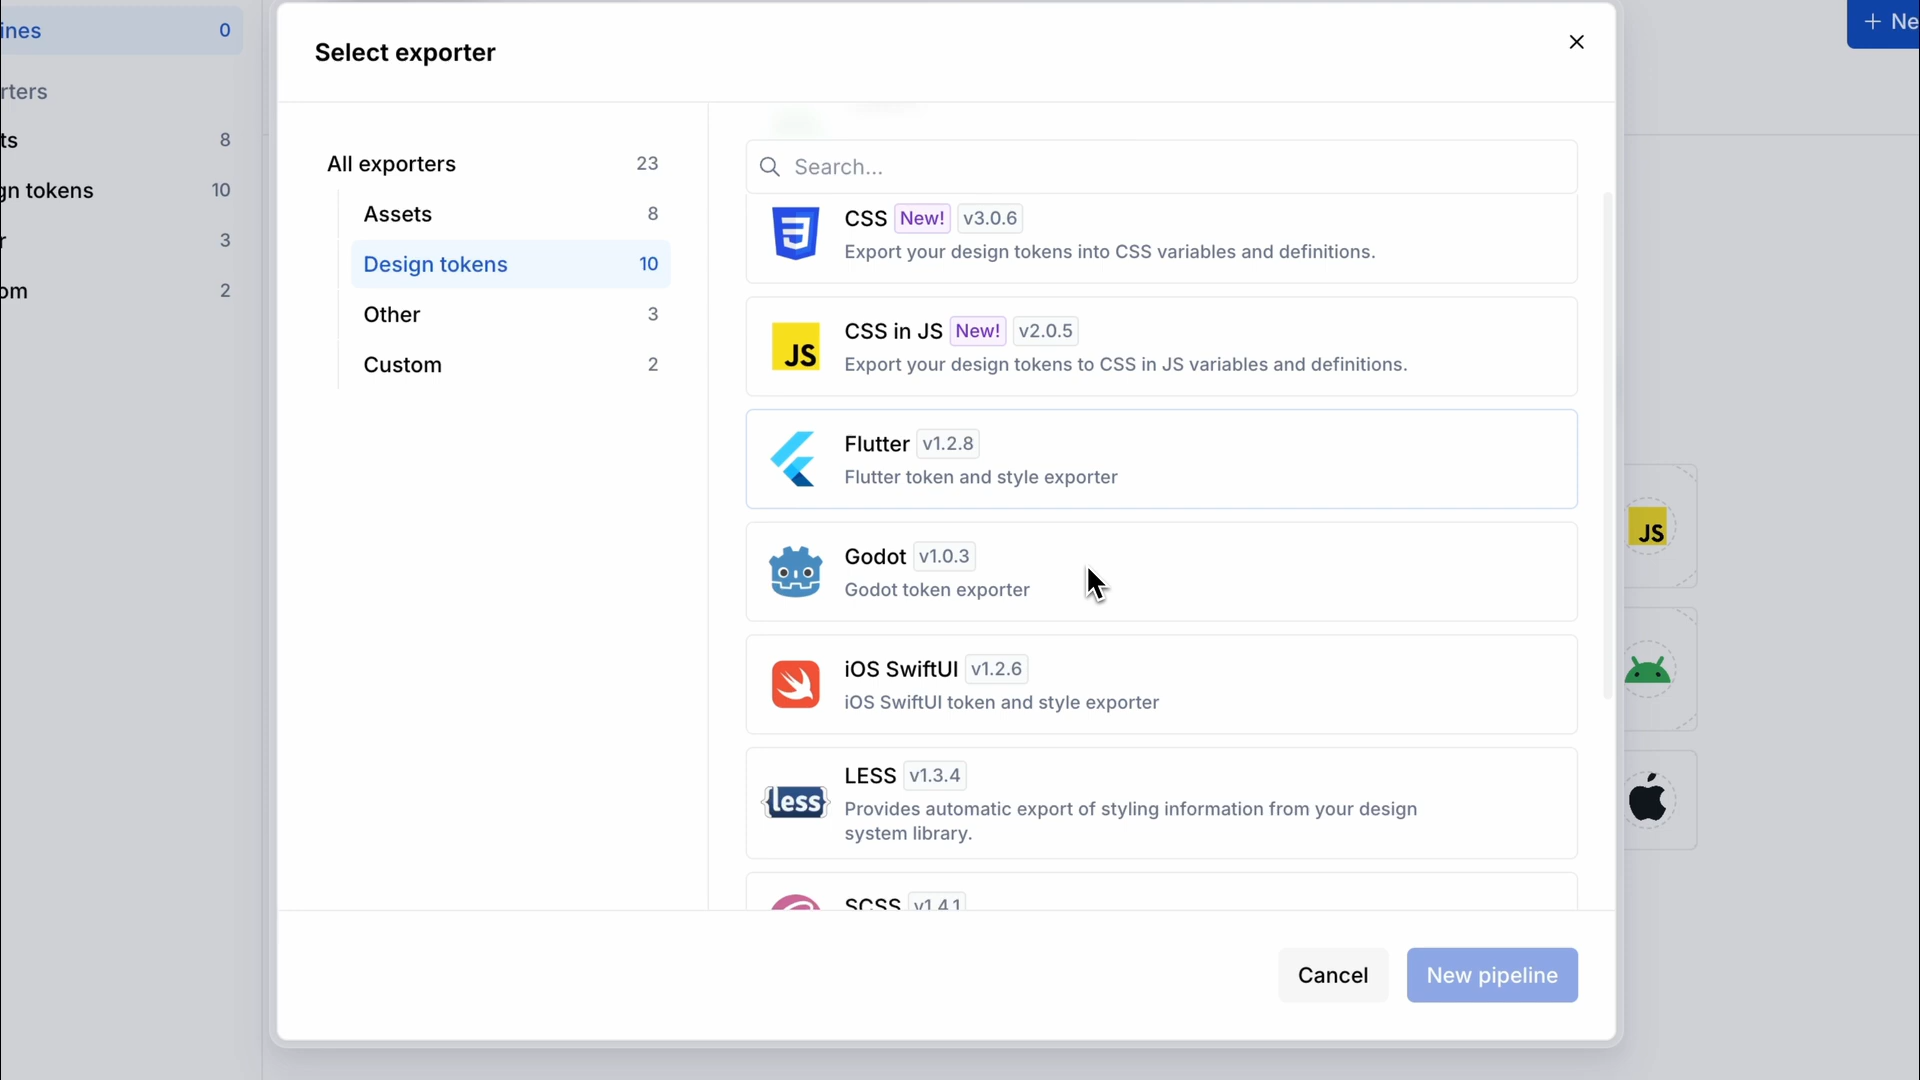 ines 0
+ Ne
rters
ts 8
gn tokens 10
r 3
om 2
Select exporter
All exporters 23
Assets 8
Design tokens 10
Other 3
Custom 2
Search...
CSS New! v3.0.6
Export your design tokens into CSS variables and definitions.
JS
CSS in JS New! v2.0.5
Export your design tokens to CSS in JS variables and definitions.
Flutter v1.2.8
Flutter token and style exporter
Godot v1.0.3
Godot token exporter
iOS SwiftUI v1.2.6
iOS SwiftUI token and style exporter
{less}
LESS v1.3.4
Provides automatic export of styling information from your design
system library.
SCSS v1.4.1
JS
Cancel
New pipeline